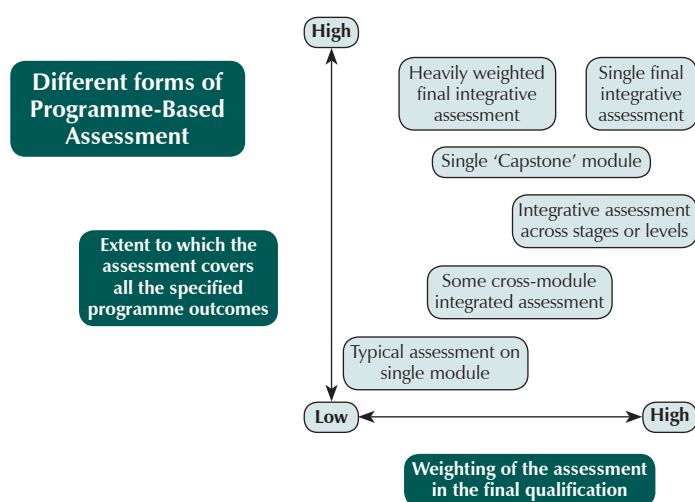 Different forms of
Programme-Based
Assessment
High
Heavily weighted
final integrative
assessment
Single final
integrative
assessment
Single ‘Capstone’ module
Integrative assessment
across stages or levels
Extent to which the
assessment covers
all the specified
programme outcomes
Some cross-module
integrated assessment
Typical assessment on
single module
Low
High
Weighting of the assessment
in the final qualification